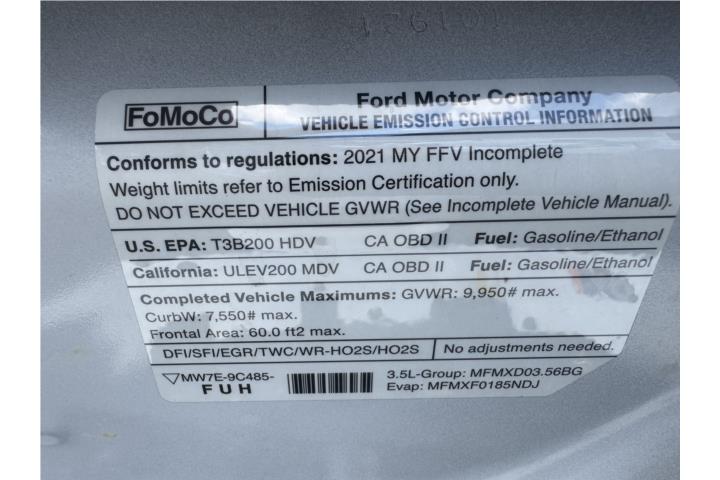 FoMoCo
Ford Motor Company
VEHICLE EMISSION CONTROL INFORMATION
Conforms to regulations: 2021 MY FFV Incomplete
Weight limits refer to Emission Certification only.
DO NOT EXCEED VEHICLE GVWR (See Incomplete Vehicle Manual).
U.S. EPA: T3B200 HDV CA OBD II Fuel: Gasoline/Ethanol
California: ULEV200 MDV CA OBD II Fuel: Gasoline/Ethanol
Completed Vehicle Maximums: GVWR: 9,950# max.
CurbW: 7,550# max.
Frontal Area: 60.0 ft2 max.
DFI/SFI/EGR/TWC/WR-HO2S/HO2S No adjustments needed.
MW7E-9C485- 3.5L-Group: MFMXD03.56BG
FUH Evap: MFMXF0185NDJ